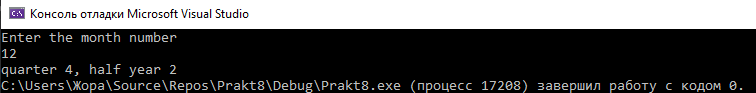 Консоль отладки Microsoft Visual Studio
Enter the month number
12
quarter 4, half year 2
C:\Users\Жора\Source\Repos\Prakt8\Debug\Prakt8.exe (процесс 17208) завершил работу с кодом 0.